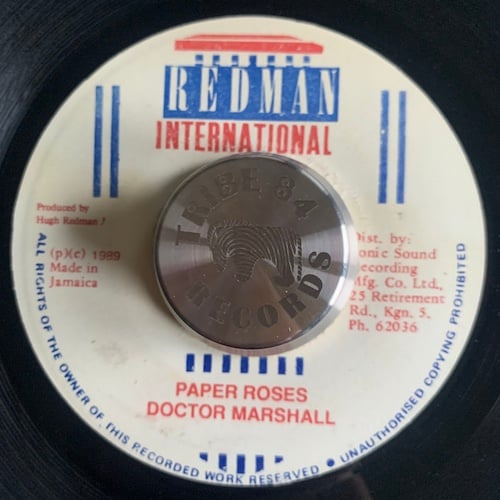 REDMAN
INTERNATIONAL
TRIBE 84
RECORDS
Produced by
Hugh Redman
(p)(c) 1989
Made in
Jamaica
Dist. by:
onic Sound
ecording
Mfg. Co. Ltd.,
25 Retirement
Rd., Kgn. 5.
Ph. 62036
PAPER ROSES
DOCTOR MARSHALL
ALL RIGHTS OF THE OWNER OF THIS RECORDED WORK RESERVED • UNAUTHORISED COPYING PROHIBITED